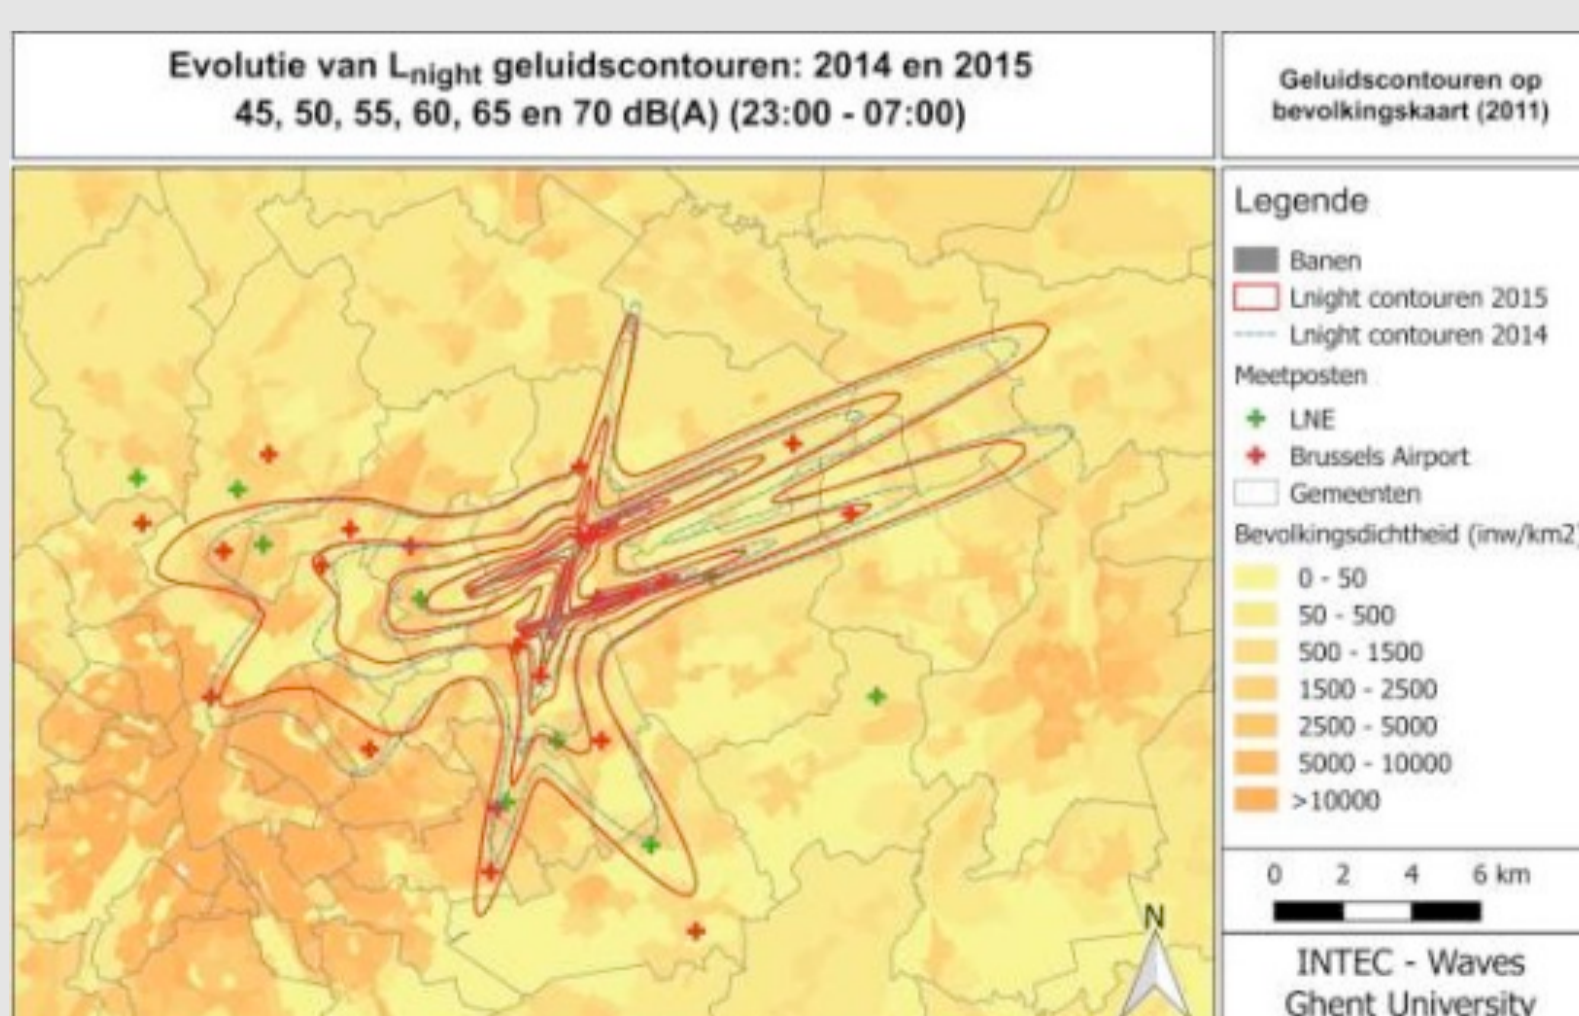 Evolutie van Lnight geluidscontouren: 2014 en 2015
45, 50, 55, 60, 65 en 70 dB(A) (23:00 - 07:00)
Geluidscontouren op
bevolkingskaart (2011)
Legende
Banen
Lnight contouren 2015
Lnight contouren 2014
Meetposten
LNE
Brussels Airport
Gemeenten
Bevolkingsdichtheid (inw/km2)
0 - 50
50 - 500
500 - 1500
1500 - 2500
2500 - 5000
5000 - 10000
>10000
0 2 4 6 km
N
INTEC - Waves
Ghent University